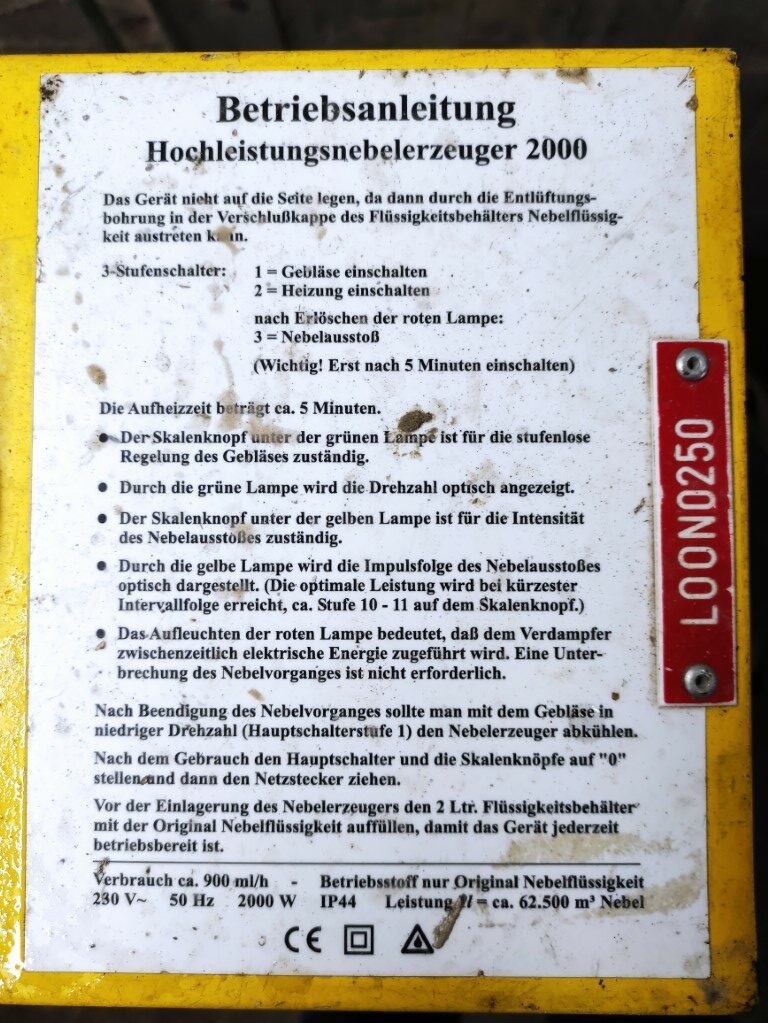 Betriebsanleitung
Hochleistungsnebelerzeuger 2000
Das Gerät nicht auf die Seite legen, da dann durch die Entlüftungs-
bohrung in der Verschlußkappe des Flüssigkeitsbehälters Nebelflüssig-
keit austreten kann.
3-Stufenschalter: 1 = Gebläse einschalten
2 = Heizung einschalten
nach Erlöschen der roten Lampe:
3 = Nebelausstoß
(Wichtig! Erst nach 5 Minuten einschalten)
Die Aufheizzeit beträgt ca. 5 Minuten.
● Der Skalenknopf unter der grünen Lampe ist für die stufenlose
Regelung des Gebläses zuständig.
● Durch die grüne Lampe wird die Drehzahl optisch angezeigt.
● Der Skalenknopf unter der gelben Lampe ist für die Intensität
des Nebelausstoßes zuständig.
● Durch die gelbe Lampe wird die Impulsfolge des Nebelausstoßes
optisch dargestellt. (Die optimale Leistung wird bei kürzester
Intervallfolge erreicht, ca. Stufe 10 - 11 auf dem Skalenknopf.)
● Das Aufleuchten der roten Lampe bedeutet, daß dem Verdampfer
zwischenzeitlich elektrische Energie zugeführt wird. Eine Unter-
brechung des Nebelvorganges ist nicht erforderlich.
Nach Beendigung des Nebelvorganges sollte man mit dem Gebläse in
niedriger Drehzahl (Hauptschalterstufe 1) den Nebelerzeuger abkühlen.
Nach dem Gebrauch den Hauptschalter und die Skalenknöpfe auf "0"
stellen und dann den Netzstecker ziehen.
Vor der Einlagerung des Nebelerzeugers den 2 Ltr. Flüssigkeitsbehälter
mit der Original Nebelflüssigkeit auffüllen, damit das Gerät jederzeit
betriebsbereit ist.
Verbrauch ca. 900 ml/h - Betriebsstoff nur Original Nebelflüssigkeit
230 V~ 50 Hz 2000 W IP44 Leistung = ca. 62.500 m³ Nebel
CE
LOON0250